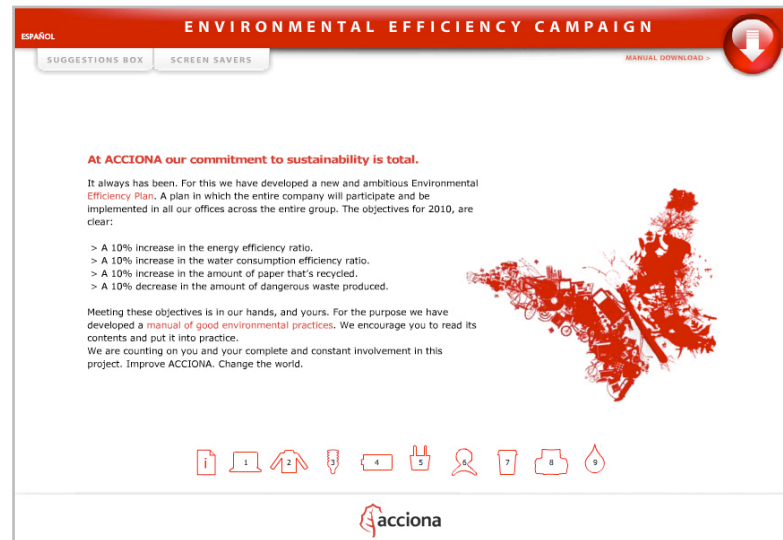 ENVIRONMENTAL EFFICIENCY CAMPAIGN
ESPAÑOL
SUGGESTIONS BOX
SCREEN SAVERS
MANUAL DOWNLOAD >
At ACCIONA our commitment to sustainability is total.
It always has been. For this we have developed a new and ambitious Environmental
Efficiency Plan. A plan in which the entire company will participate and be
implemented in all our offices across the entire group. The objectives for 2010, are
clear:
> A 10% increase in the energy efficiency ratio.
> A 10% increase in the water consumption efficiency ratio.
> A 10% increase in the amount of paper that's recycled.
> A 10% decrease in the amount of dangerous waste produced.
Meeting these objectives is in our hands, and yours. For the purpose we have
developed a manual of good environmental practices. We encourage you to read its
contents and put it into practice.
We are counting on you and your complete and constant involvement in this
project. Improve ACCIONA. Change the world.
i 1 2 3 4 5 6 7 8 9
acciona